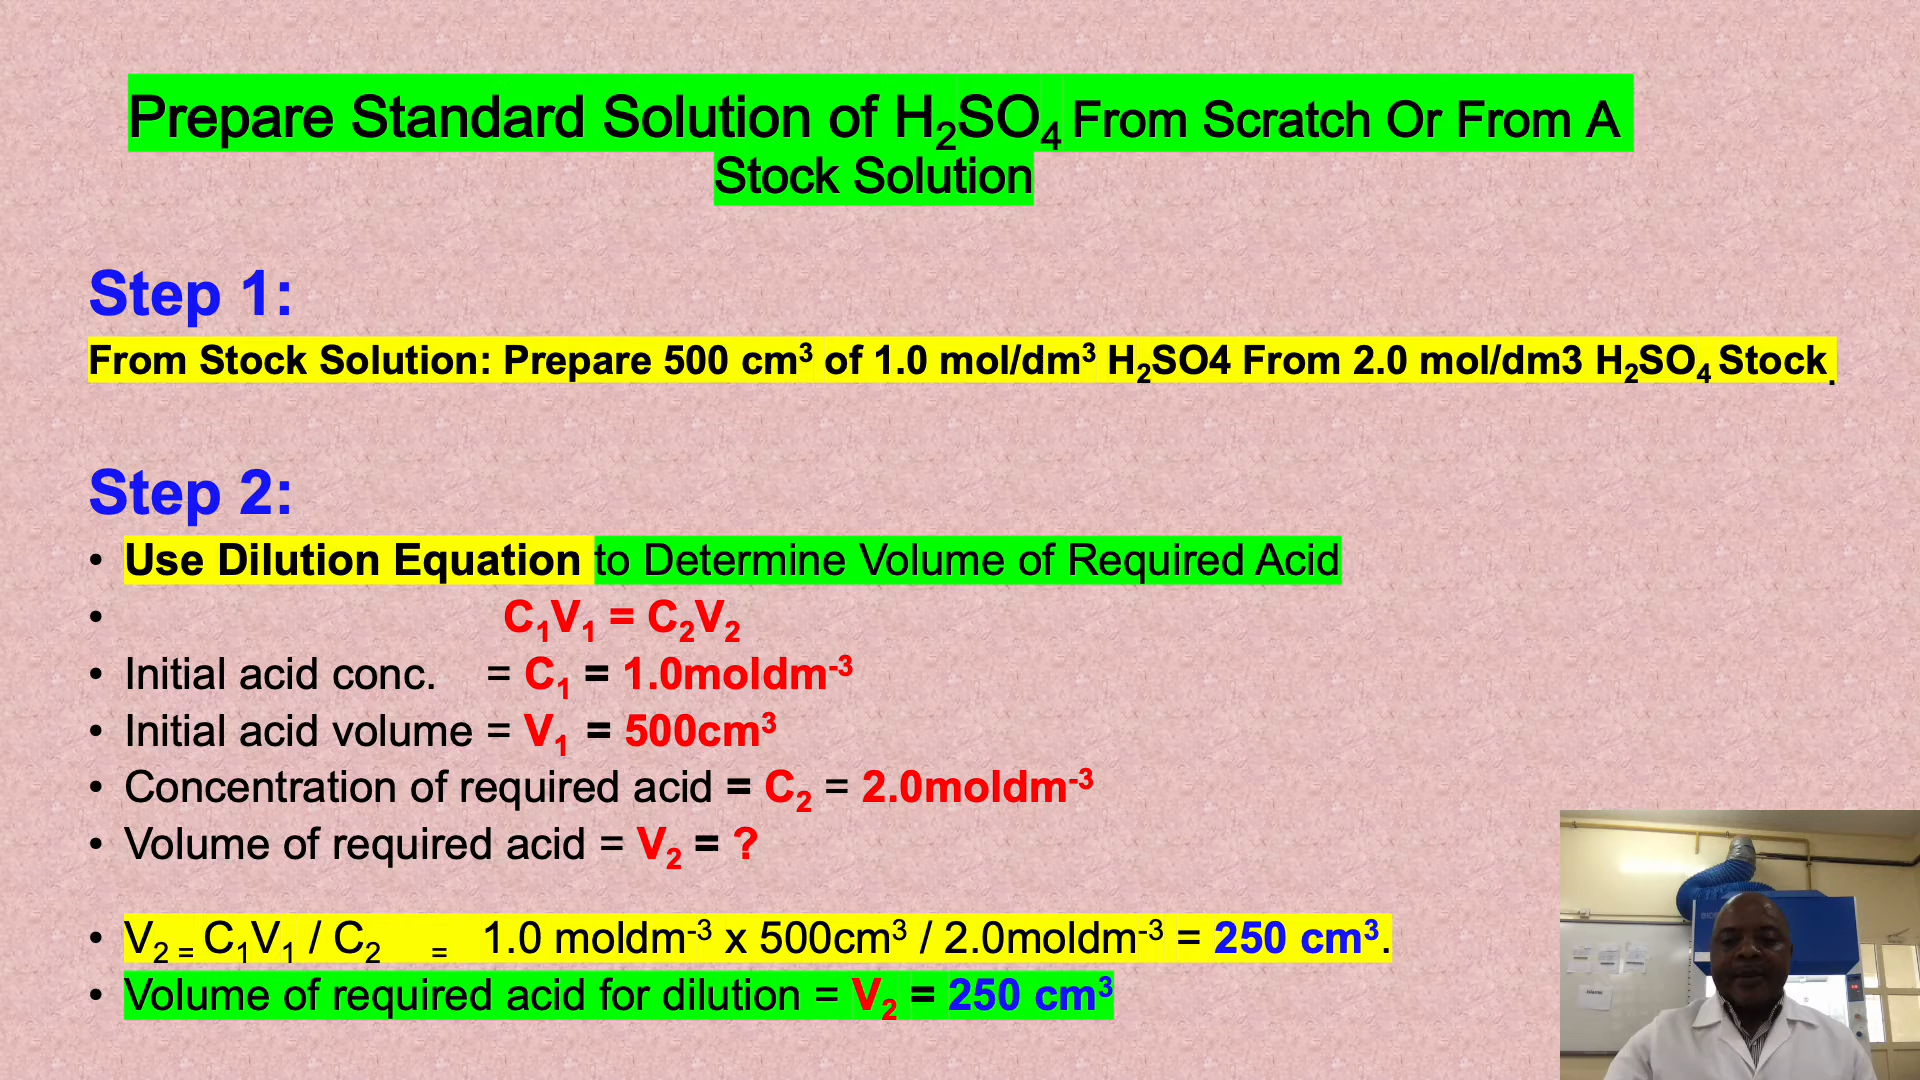 Prepare Standard Solution of H₂SO₄ From Scratch Or From A
Stock Solution
Step 1:
From Stock Solution: Prepare 500 cm³ of 1.0 mol/dm³ H₂SO4 From 2.0 mol/dm3 H₂SO₄ Stock.
Step 2:
• Use Dilution Equation to Determine Volume of Required Acid
• C₁V₁ = C₂V₂
• Initial acid conc. = C₁ = 1.0moldm⁻³
• Initial acid volume = V₁ = 500cm³
• Concentration of required acid = C₂ = 2.0moldm⁻³
• Volume of required acid = V₂ = ?
• V₂ = C₁V₁ / C₂ = 1.0 moldm⁻³ x 500cm³ / 2.0moldm⁻³ = 250 cm³.
• Volume of required acid for dilution = V₂ = 250 cm³